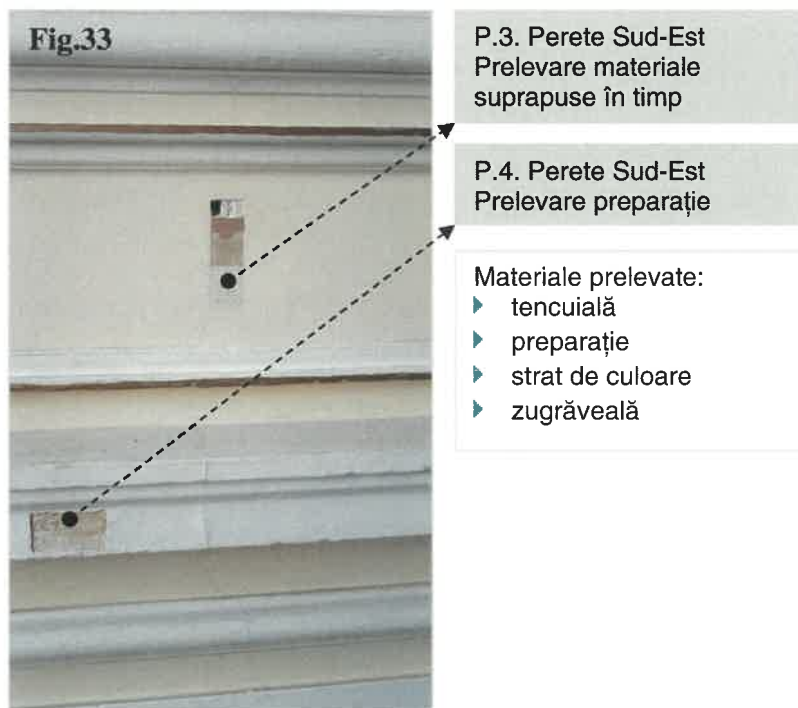 Fig.33
P.3. Perete Sud-Est
Prelevare materiale
suprapuse în timp
P.4. Perete Sud-Est
Prelevare preparație
Materiale prelevate:
tencuială
preparație
strat de culoare
zugrăveală